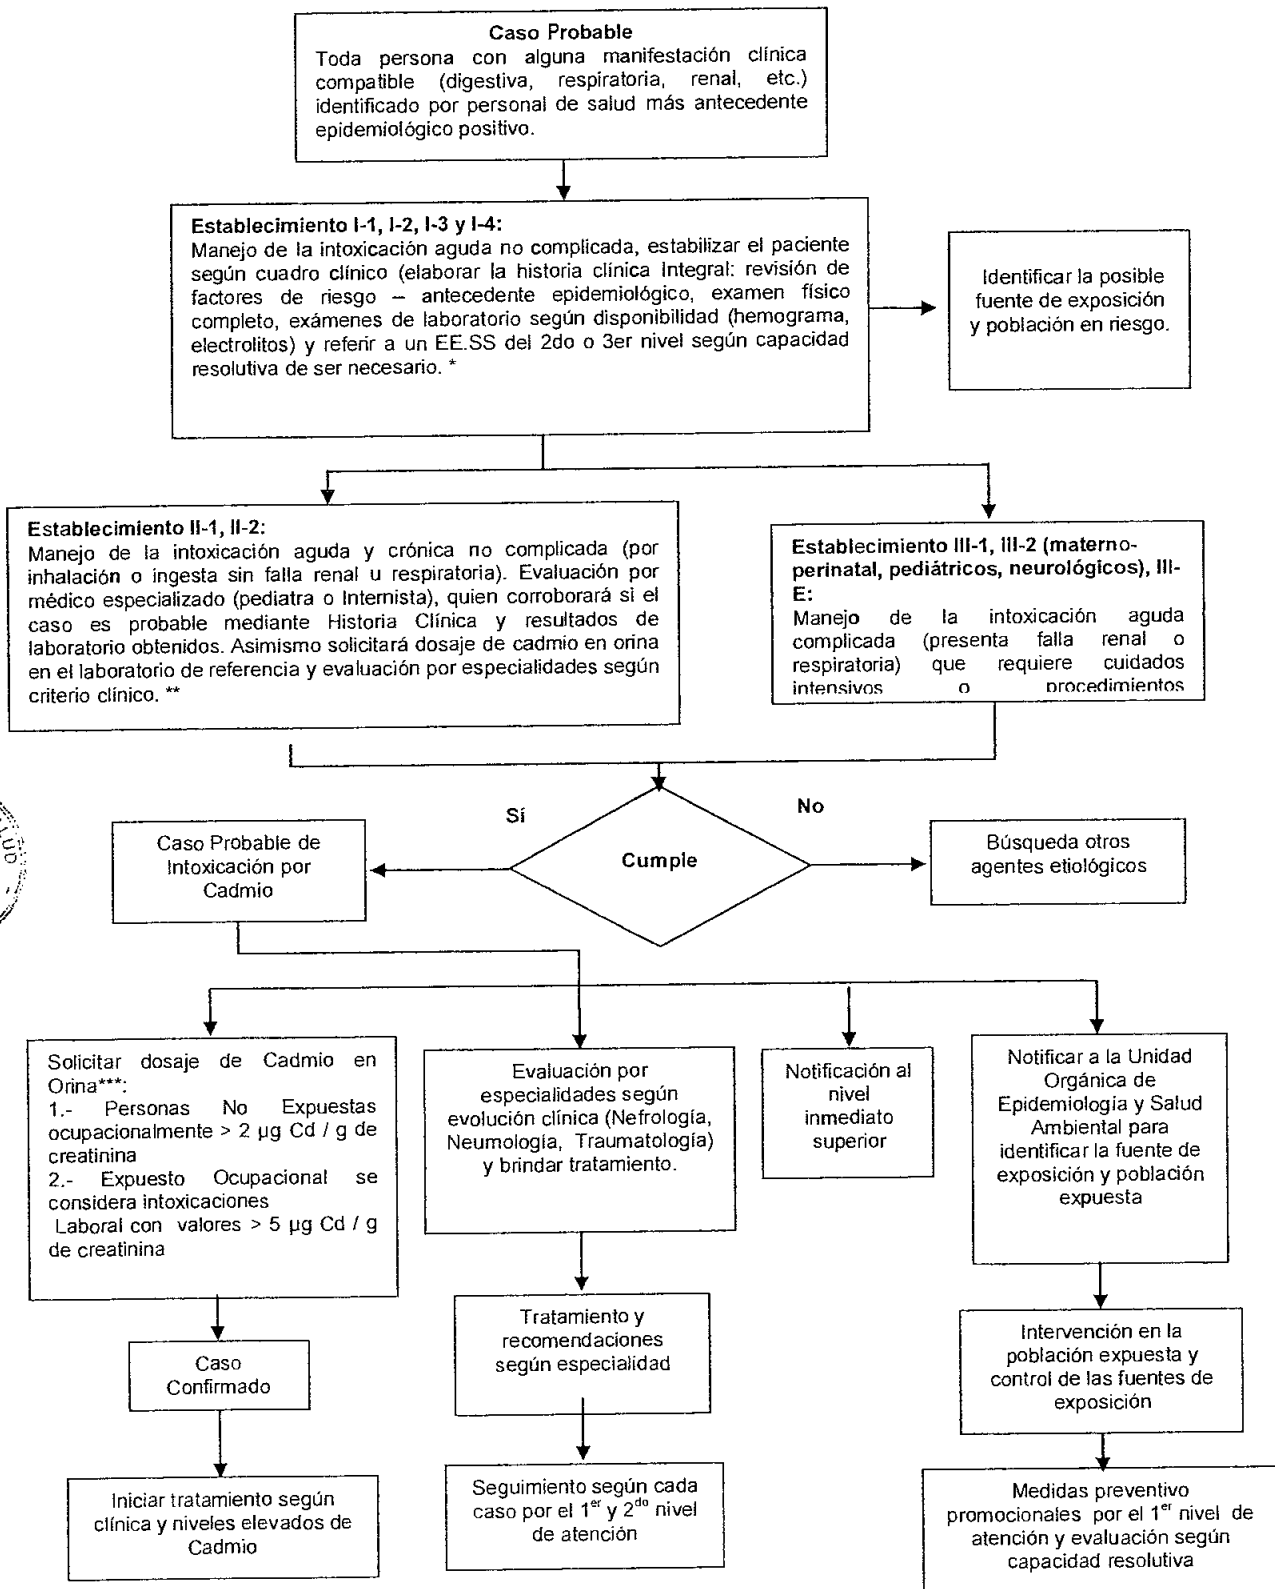 Caso Probable
Toda persona con alguna manifestación clínica
compatible (digestiva, respiratoria, renal, etc.)
identificado por personal de salud más antecedente
epidemiológico positivo.
Establecimiento I-1, I-2, I-3 y I-4:
Manejo de la intoxicación aguda no complicada, estabilizar el paciente
según cuadro clínico (elaborar la historia clínica Integral: revisión de
factores de riesgo – antecedente epidemiológico, examen físico
completo, exámenes de laboratorio según disponibilidad (hemograma,
electrolitos) y referir a un EE.SS del 2do o 3er nivel según capacidad
resolutiva de ser necesario. *
Identificar la posible
fuente de exposición
y población en riesgo.
Establecimiento II-1, II-2:
Manejo de la intoxicación aguda y crónica no complicada (por
inhalación o ingesta sin falla renal u respiratoria). Evaluación por
médico especializado (pediatra o Internista), quien corroborará si el
caso es probable mediante Historia Clínica y resultados de
laboratorio obtenidos. Asimismo solicitará dosaje de cadmio en orina
en el laboratorio de referencia y evaluación por especialidades según
criterio clínico. **
Establecimiento III-1, III-2 (materno-
perinatal, pediátricos, neurológicos), III-
E:
Manejo de la intoxicación aguda
complicada (presenta falla renal o
respiratoria) que requiere cuidados
intensivos o procedimientos
Sí
No
Cumple
Caso Probable de
Intoxicación por
Cadmio
Búsqueda otros
agentes etiológicos
Solicitar dosaje de Cadmio en
Orina***:
1.- Personas No Expuestas
ocupacionalmente > 2 µg Cd / g de
creatinina
2.- Expuesto Ocupacional se
considera intoxicaciones
Laboral con valores > 5 µg Cd / g
de creatinina
Evaluación por
especialidades según
evolución clínica (Nefrología,
Neumología, Traumatología)
y brindar tratamiento.
Notificación al
nivel
inmediato
superior
Notificar a la Unidad
Orgánica de
Epidemiología y Salud
Ambiental para
identificar la fuente de
exposición y población
expuesta
Caso
Confirmado
Tratamiento y
recomendaciones
según especialidad
Intervención en la
población expuesta y
control de las fuentes de
exposición
Iniciar tratamiento según
clínica y niveles elevados de
Cadmio
Seguimiento según cada
caso por el 1er y 2do nivel
de atención
Medidas preventivo
promocionales por el 1er nivel de
atención y evaluación según
capacidad resolutiva